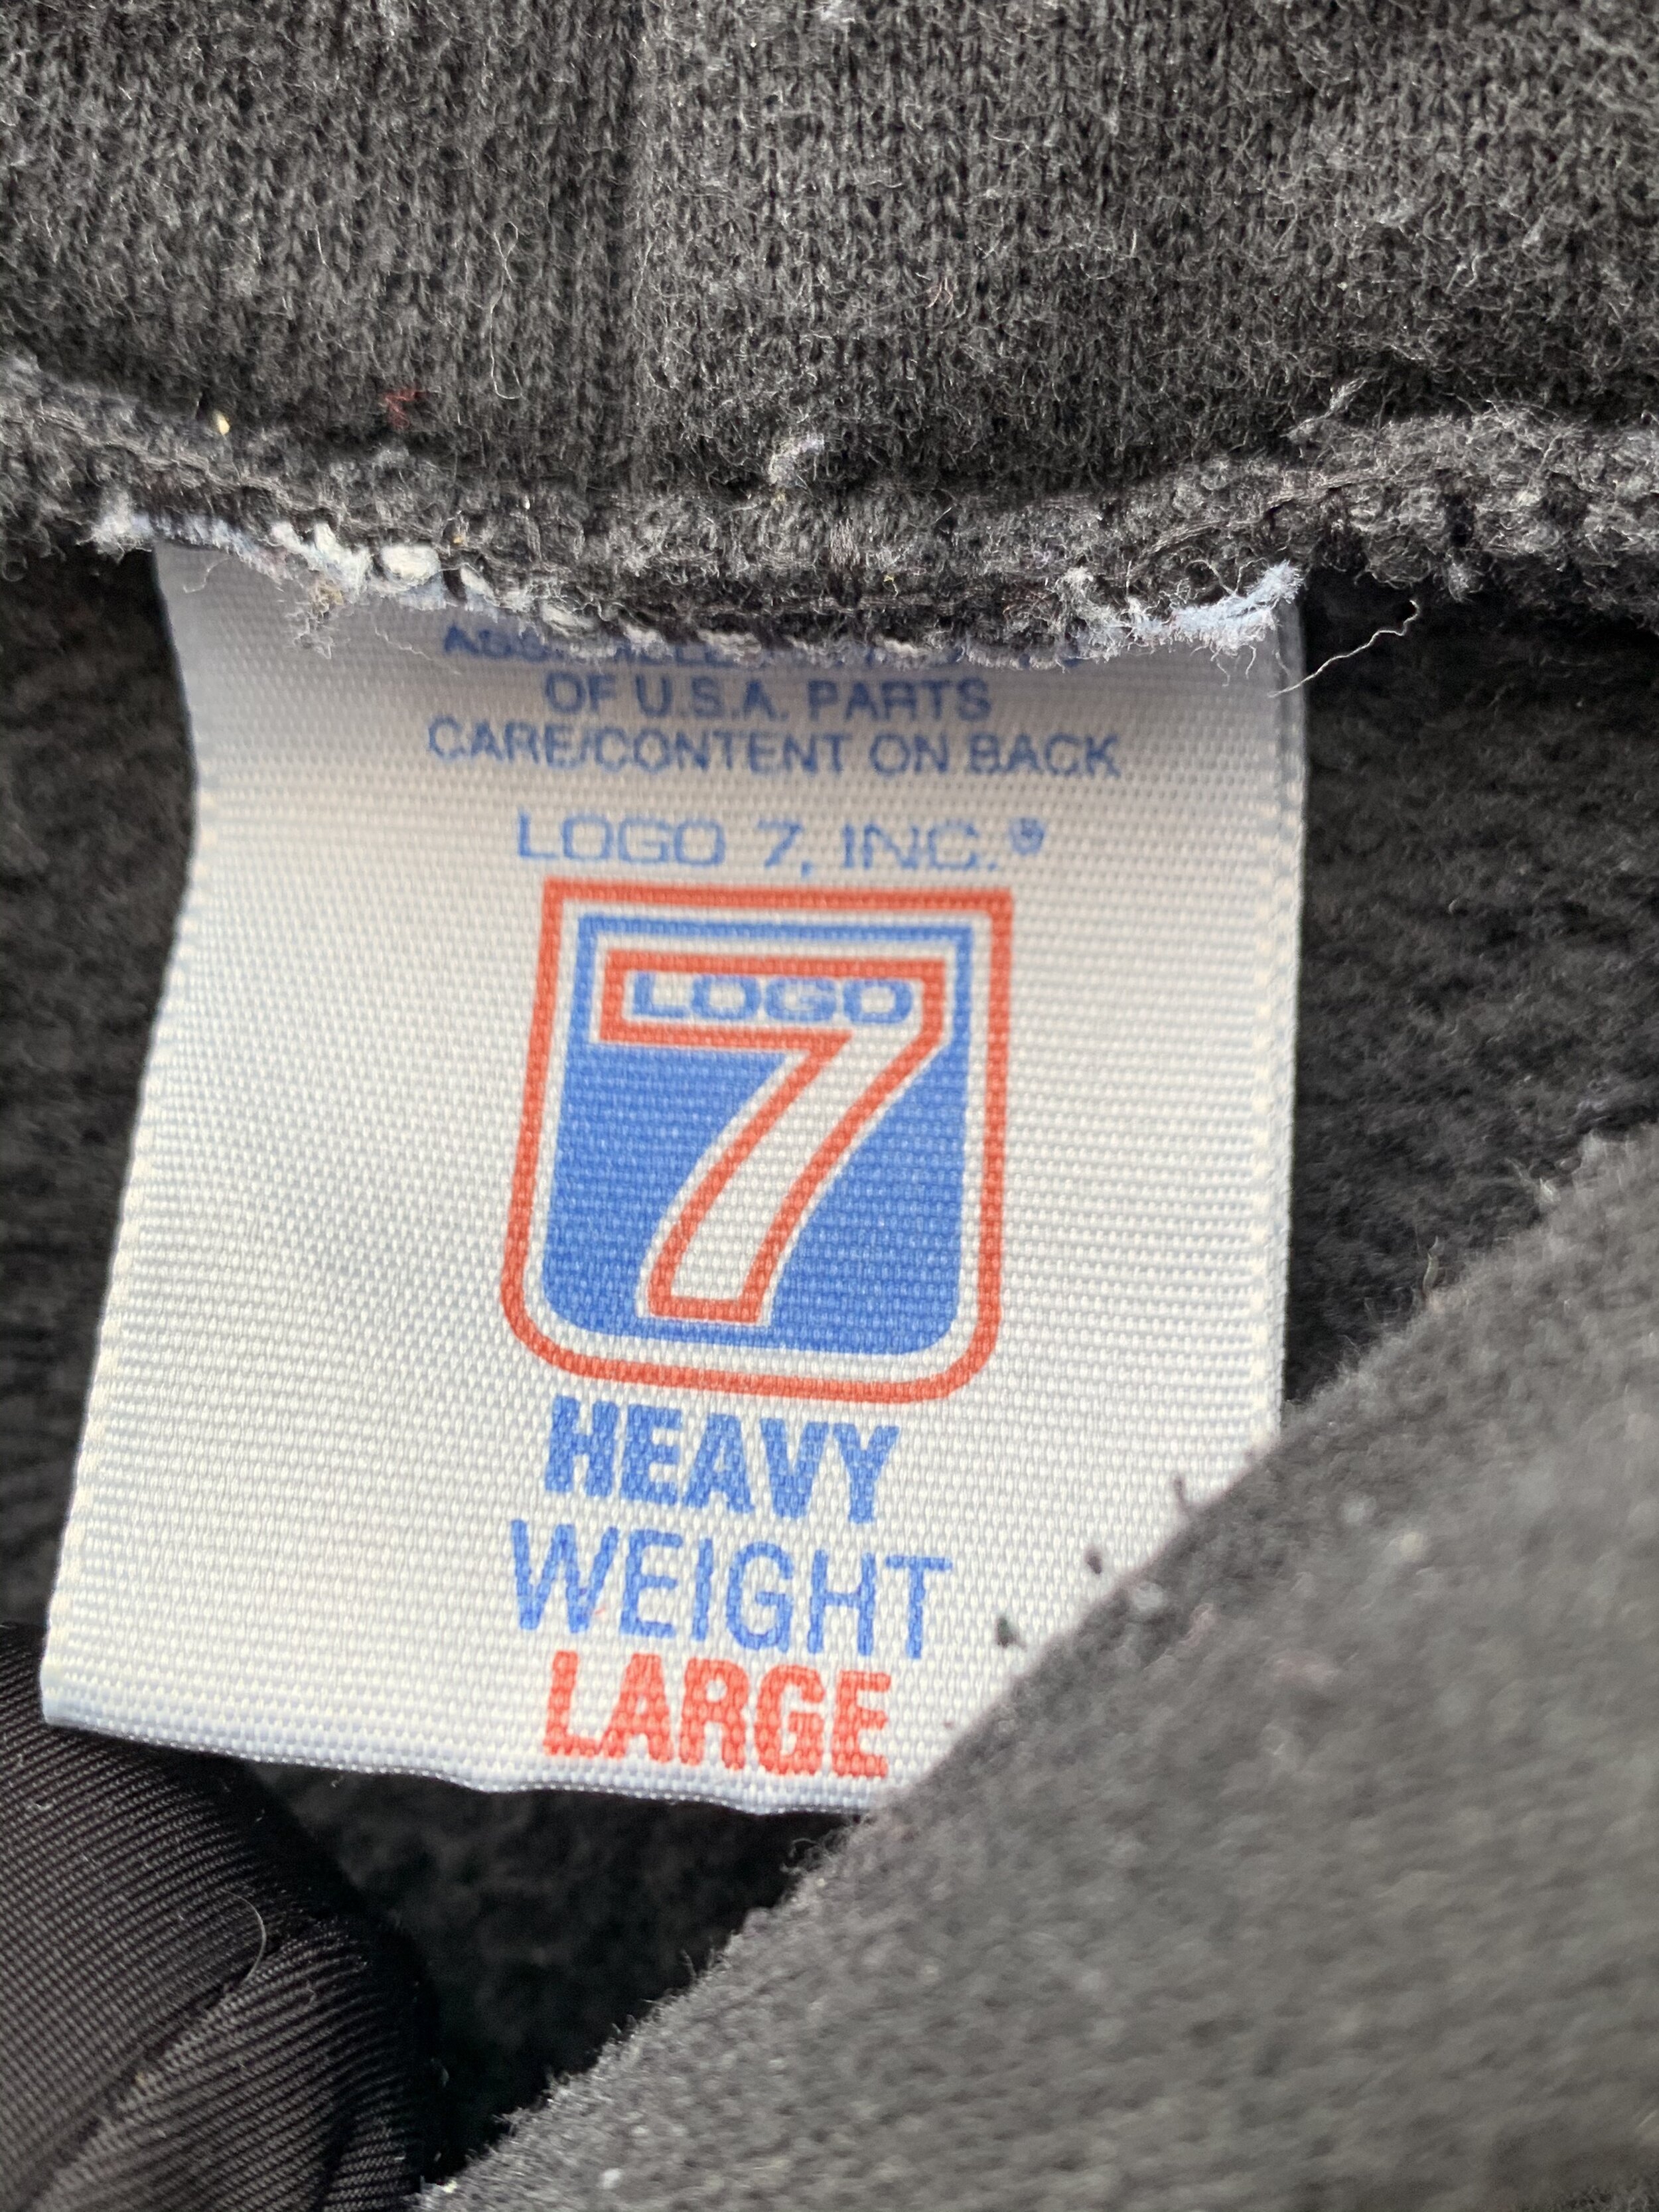 OF U.S.A. PARTS
CARE/CONTENT ON BACK
LOGO 7, INC.®
LOGO
7
HEAVY
WEIGHT
LARGE